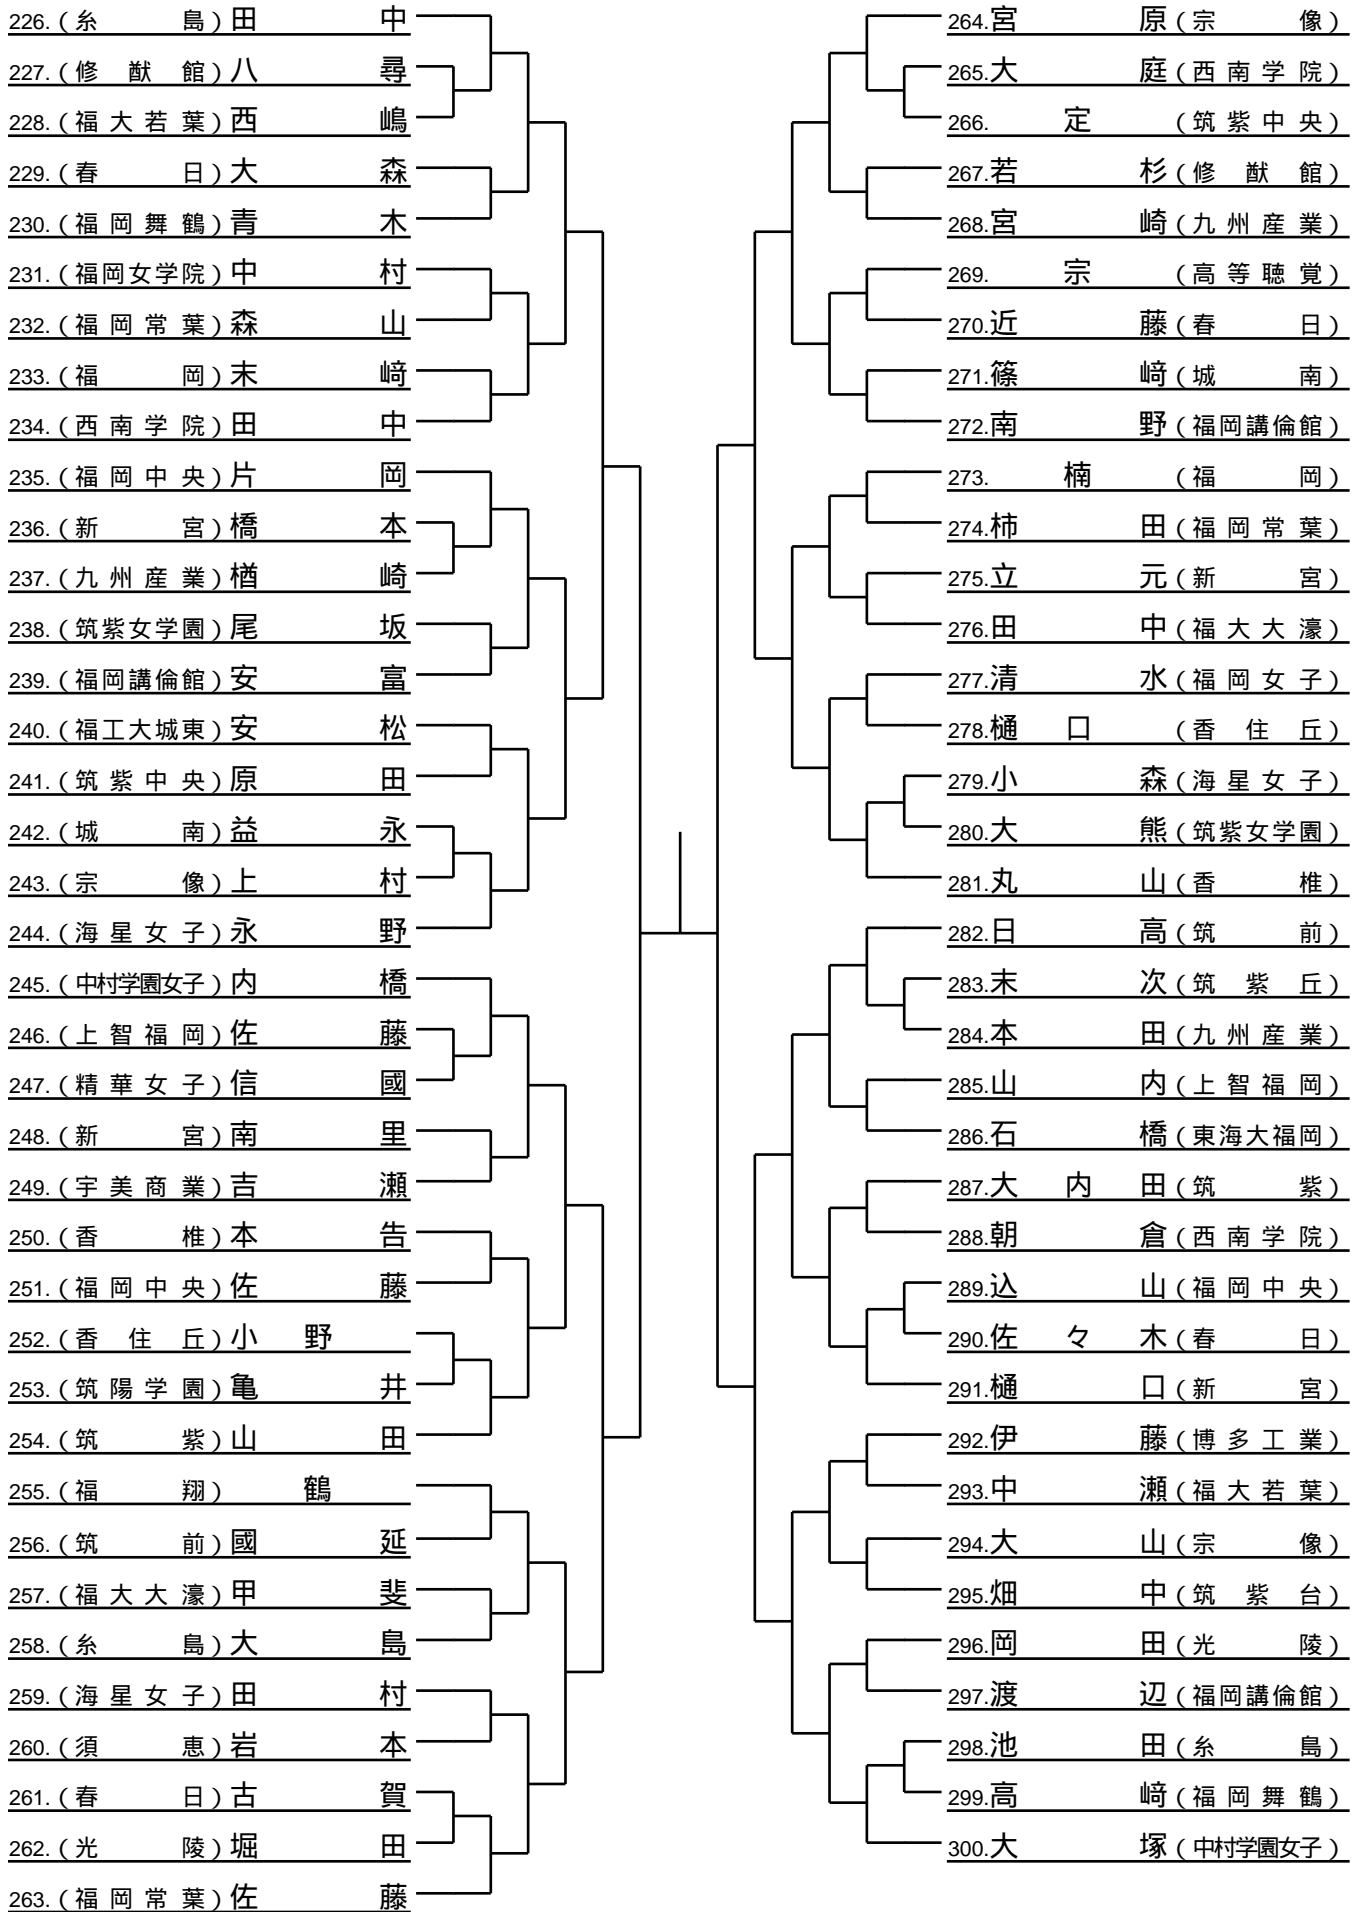 226.(糸島)田中
227.(修猷館)八尋
228.(福大若葉)西嶋
229.(春日)大森
230.(福岡舞鶴)青木
231.(福岡女学院)中村
232.(福岡常葉)森山
233.(福岡)末﨑
234.(西南学院)田中
235.(福岡中央)片岡
236.(新宮)橋本
237.(九州産業)楢崎
238.(筑紫女学園)尾坂
239.(福岡講倫館)安富
240.(福工大城東)安松
241.(筑紫中央)原田
242.(城南)益永
243.(宗像)上村
244.(海星女子)永野
245.(中村学園女子)内橋
246.(上智福岡)佐藤
247.(精華女子)信國
248.(新宮)南里
249.(宇美商業)吉瀬
250.(香椎)本告
251.(福岡中央)佐藤
252.(香住丘)小野
253.(筑陽学園)亀井
254.(筑紫)山田
255.(福翔)鶴
256.(筑前)國延
257.(福大大濠)甲斐
258.(糸島)大島
259.(海星女子)田村
260.(須恵)岩本
261.(春日)古賀
262.(光陵)堀田
263.(福岡常葉)佐藤
264.宮原(宗像)
265.大庭(西南学院)
266.定(筑紫中央)
267.若杉(修猷館)
268.宮崎(九州産業)
269.宗(高等聴覚)
270.近藤(春日)
271.篠﨑(城南)
272.南野(福岡講倫館)
273.楠(福岡)
274.柿田(福岡常葉)
275.立元(新宮)
276.田中(福大大濠)
277.清水(福岡女子)
278.樋口(香住丘)
279.小森(海星女子)
280.大熊(筑紫女学園)
281.丸山(香椎)
282.日高(筑前)
283.末次(筑紫丘)
284.本田(九州産業)
285.山内(上智福岡)
286.石橋(東海大福岡)
287.大内田(筑紫)
288.朝倉(西南学院)
289.込山(福岡中央)
290.佐々木(春日)
291.樋口(新宮)
292.伊藤(博多工業)
293.中瀬(福大若葉)
294.大山(宗像)
295.畑中(筑紫台)
296.岡田(光陵)
297.渡辺(福岡講倫館)
298.池田(糸島)
299.高﨑(福岡舞鶴)
300.大塚(中村学園女子)